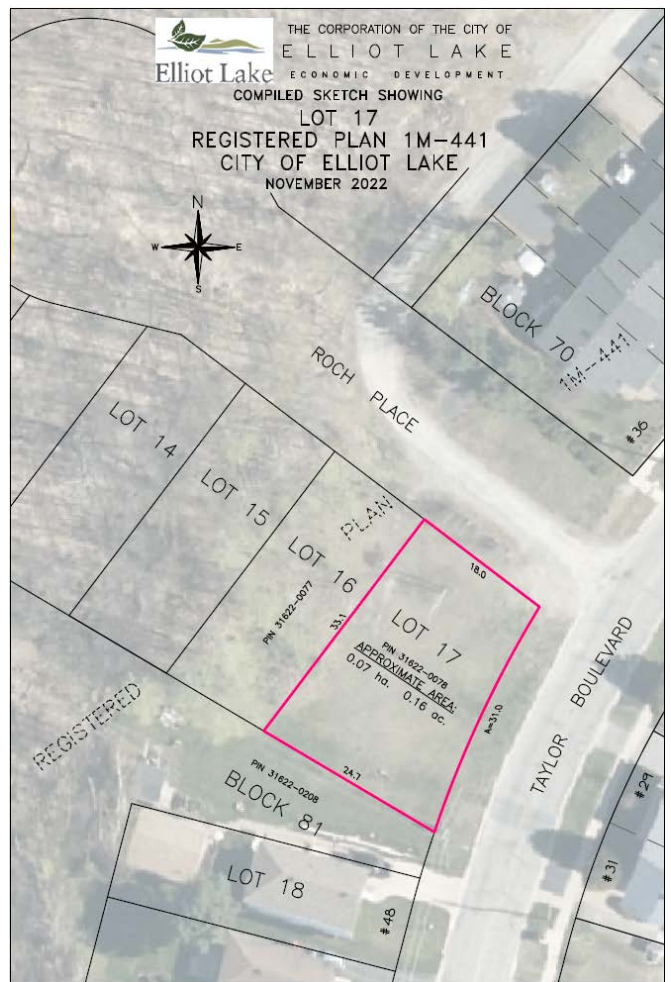 Elliot Lake
THE CORPORATION OF THE CITY OF
ELLIOT LAKE
ECONOMIC DEVELOPMENT
COMPILED SKETCH SHOWING
LOT 17
REGISTERED PLAN 1M-441
CITY OF ELLIOT LAKE
NOVEMBER 2022
N
W E
S
BLOCK 70
1M-441
#36
ROCH PLACE
LOT 14
LOT 15
LOT 16
PIN 31622-0077
PLAN
18.0
33.1
LOT 17
PIN 31622-0078
APPROXIMATE AREA:
0.07 ha. 0.16 ac.
A=31.0
24.7
TAYLOR BOULEVARD
REGISTERED
PIN 31622-0208
BLOCK 81
LOT 18
#48
#29
#31